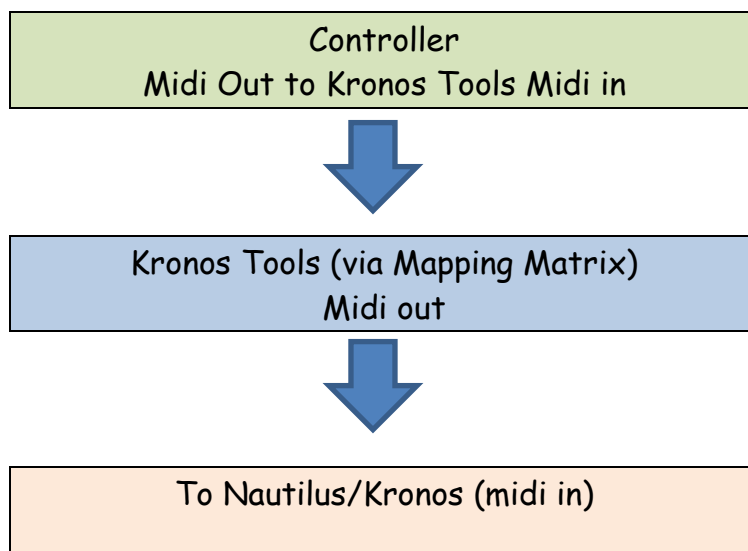 Controller
Midi Out to Kronos Tools Midi in
Kronos Tools (via Mapping Matrix)
Midi out
To Nautilus/Kronos (midi in)